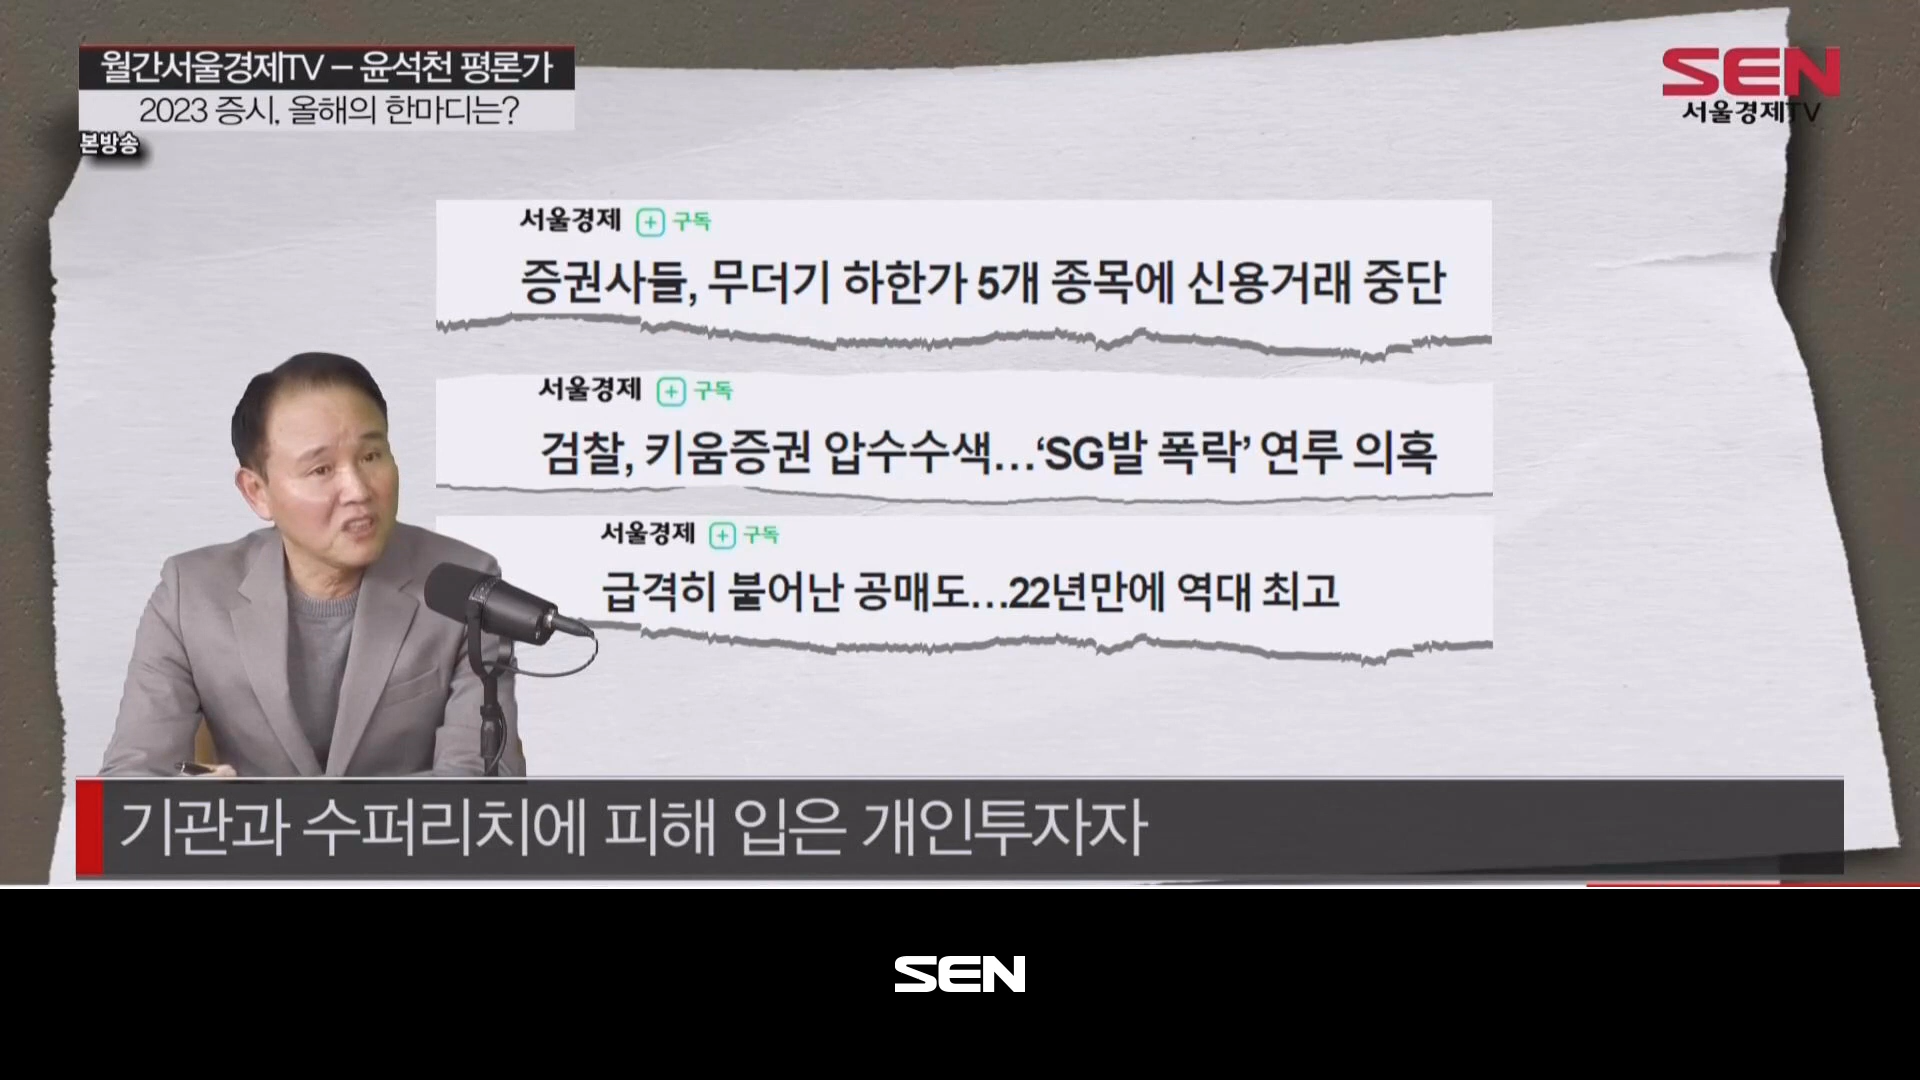 월간서울경제TV – 윤석천 평론가
2023 증시, 올해의 한마디는?
본방송
SEN
서울경제TV
서울경제 + 구독
증권사들, 무더기 하한가 5개 종목에 신용거래 중단
서울경제 + 구독
검찰, 키움증권 압수수색…‘SG발 폭락’ 연루 의혹
서울경제 + 구독
급격히 불어난 공매도…22년만에 역대 최고
기관과 수퍼리치에 피해 입은 개인투자자
SEN